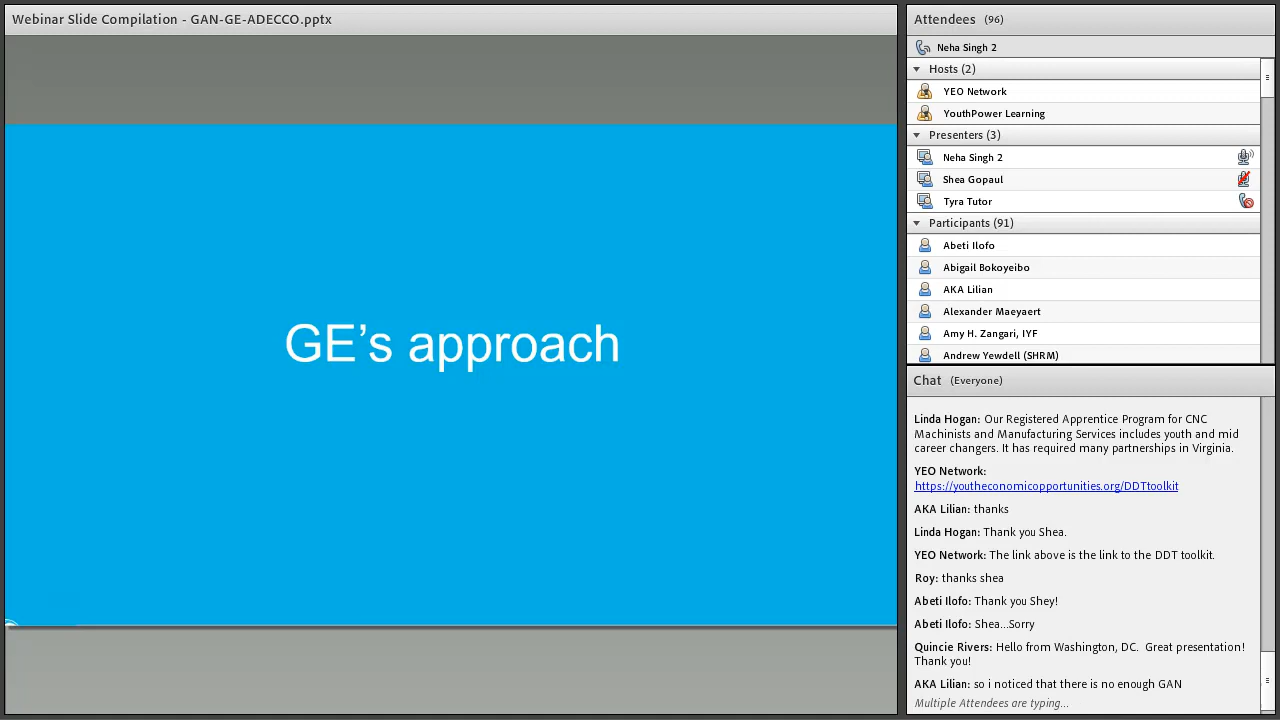 Webinar Slide Compilation - GAN-GE-ADECCO.pptx
GE’s approach
Attendees (96)
Neha Singh 2
Hosts (2)
YEO Network
YouthPower Learning
Presenters (3)
Neha Singh 2
Shea Gopaul
Tyra Tutor
Participants (91)
Abeti Ilofo
Abigail Bokoyeibo
AKA Lilian
Alexander Maeyaert
Amy H. Zangari, IYF
Andrew Yewdell (SHRM)
Chat (Everyone)
Linda Hogan: Our Registered Apprentice Program for CNC
Machinists and Manufacturing Services includes youth and mid
career changers. It has required many partnerships in Virginia.
YEO Network:
https://youtheconomicopportunities.org/DDTtoolkit
AKA Lilian: thanks
Linda Hogan: Thank you Shea.
YEO Network: The link above is the link to the DDT toolkit.
Roy: thanks shea
Abeti Ilofo: Thank you Shey!
Abeti Ilofo: Shea...Sorry
Quincie Rivers: Hello from Washington, DC. Great presentation!
Thank you!
AKA Lilian: so i noticed that there is no enough GAN
Multiple Attendees are typing...